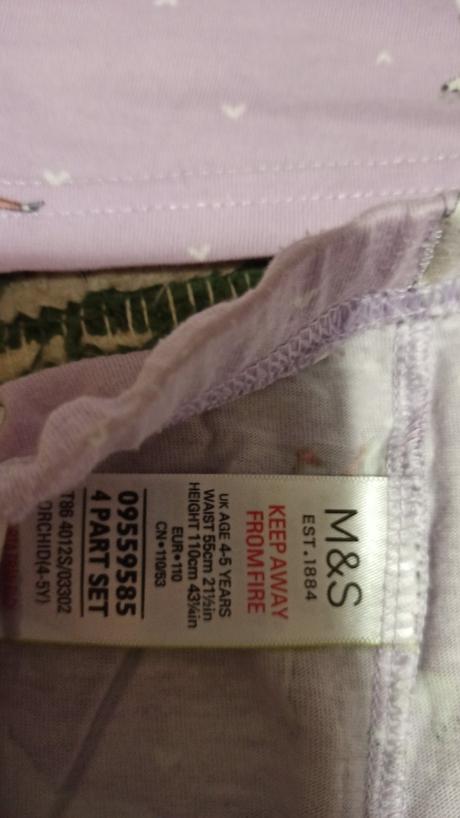 M&S
EST.1884
KEEP AWAY
FROM FIRE
UK AGE 4-5 YEARS
WAIST 55cm 21½in
HEIGHT 110cm 43¼in
EUR•110
CN•110/53
09559585
4 PART SET
T86 4012S/03302
ORCHID(4-5Y)